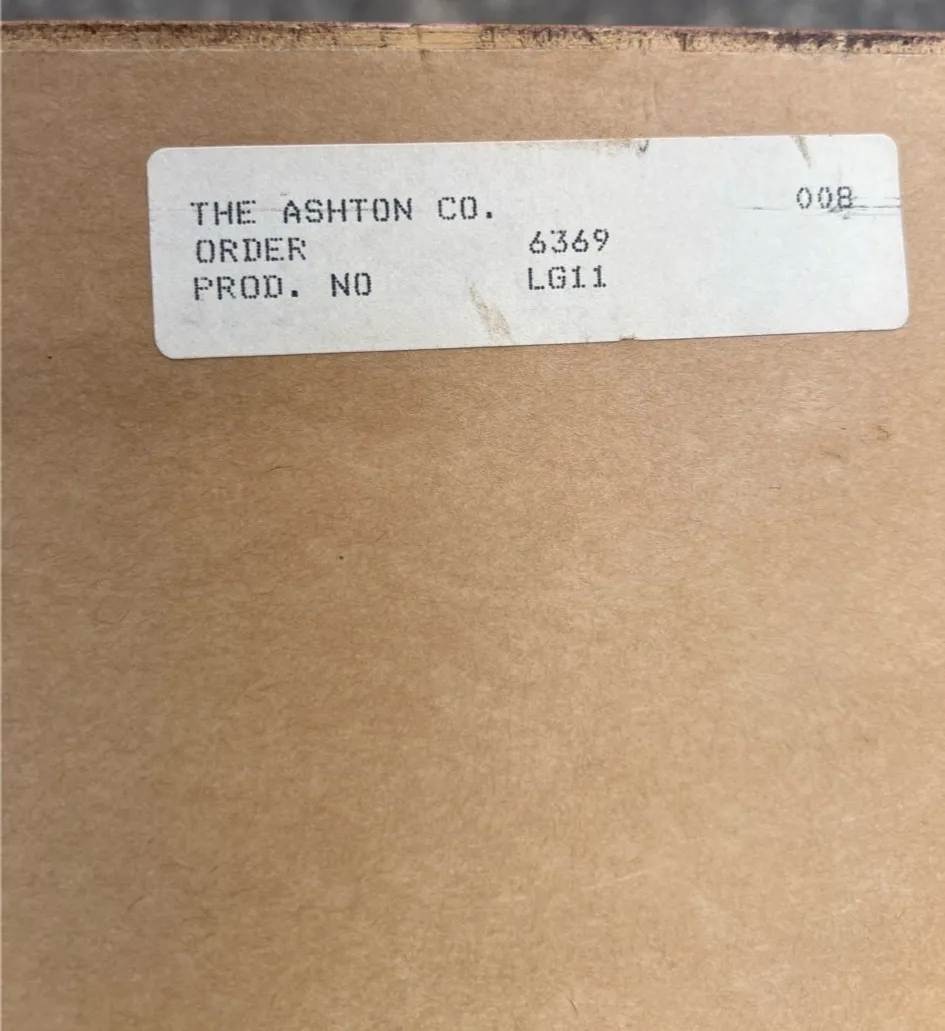 008
THE ASHTON CO.
ORDER 6369
PROD. NO LG11